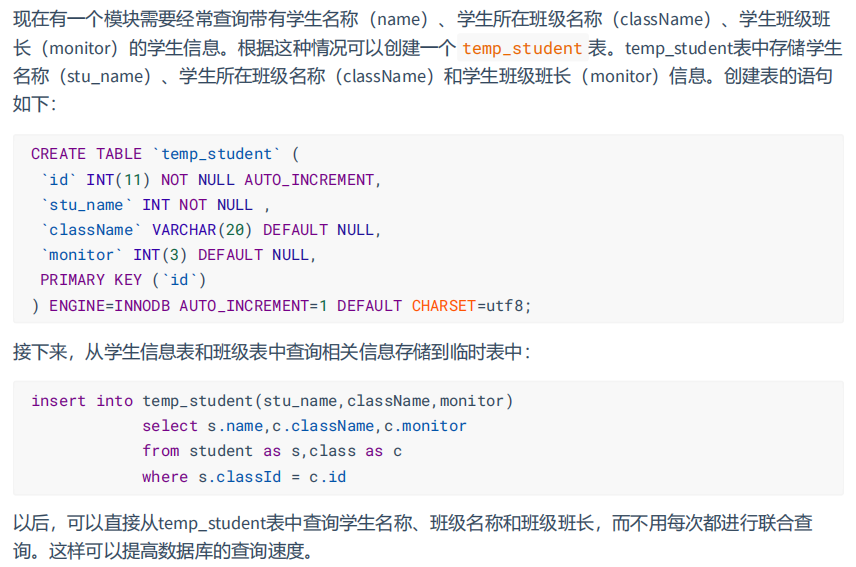 现在有一个模块需要经常查询带有学生名称（name）、学生所在班级名称（className）、学生班级班
长（monitor）的学生信息。根据这种情况可以创建一个 temp_student 表。temp_student表中存储学生
名称（stu_name）、学生所在班级名称（className）和学生班级班长（monitor）信息。创建表的语句
如下：
CREATE TABLE `temp_student` (
`id` INT(11) NOT NULL AUTO_INCREMENT,
`stu_name` INT NOT NULL ,
`className` VARCHAR(20) DEFAULT NULL,
`monitor` INT(3) DEFAULT NULL,
PRIMARY KEY (`id`)
) ENGINE=INNODB AUTO_INCREMENT=1 DEFAULT CHARSET=utf8;
接下来，从学生信息表和班级表中查询相关信息存储到临时表中：
insert into temp_student(stu_name,className,monitor)
select s.name,c.className,c.monitor
from student as s,class as c
where s.classId = c.id
以后，可以直接从temp_student表中查询学生名称、班级名称和班级班长，而不用每次都进行联合查
询。这样可以提高数据库的查询速度。